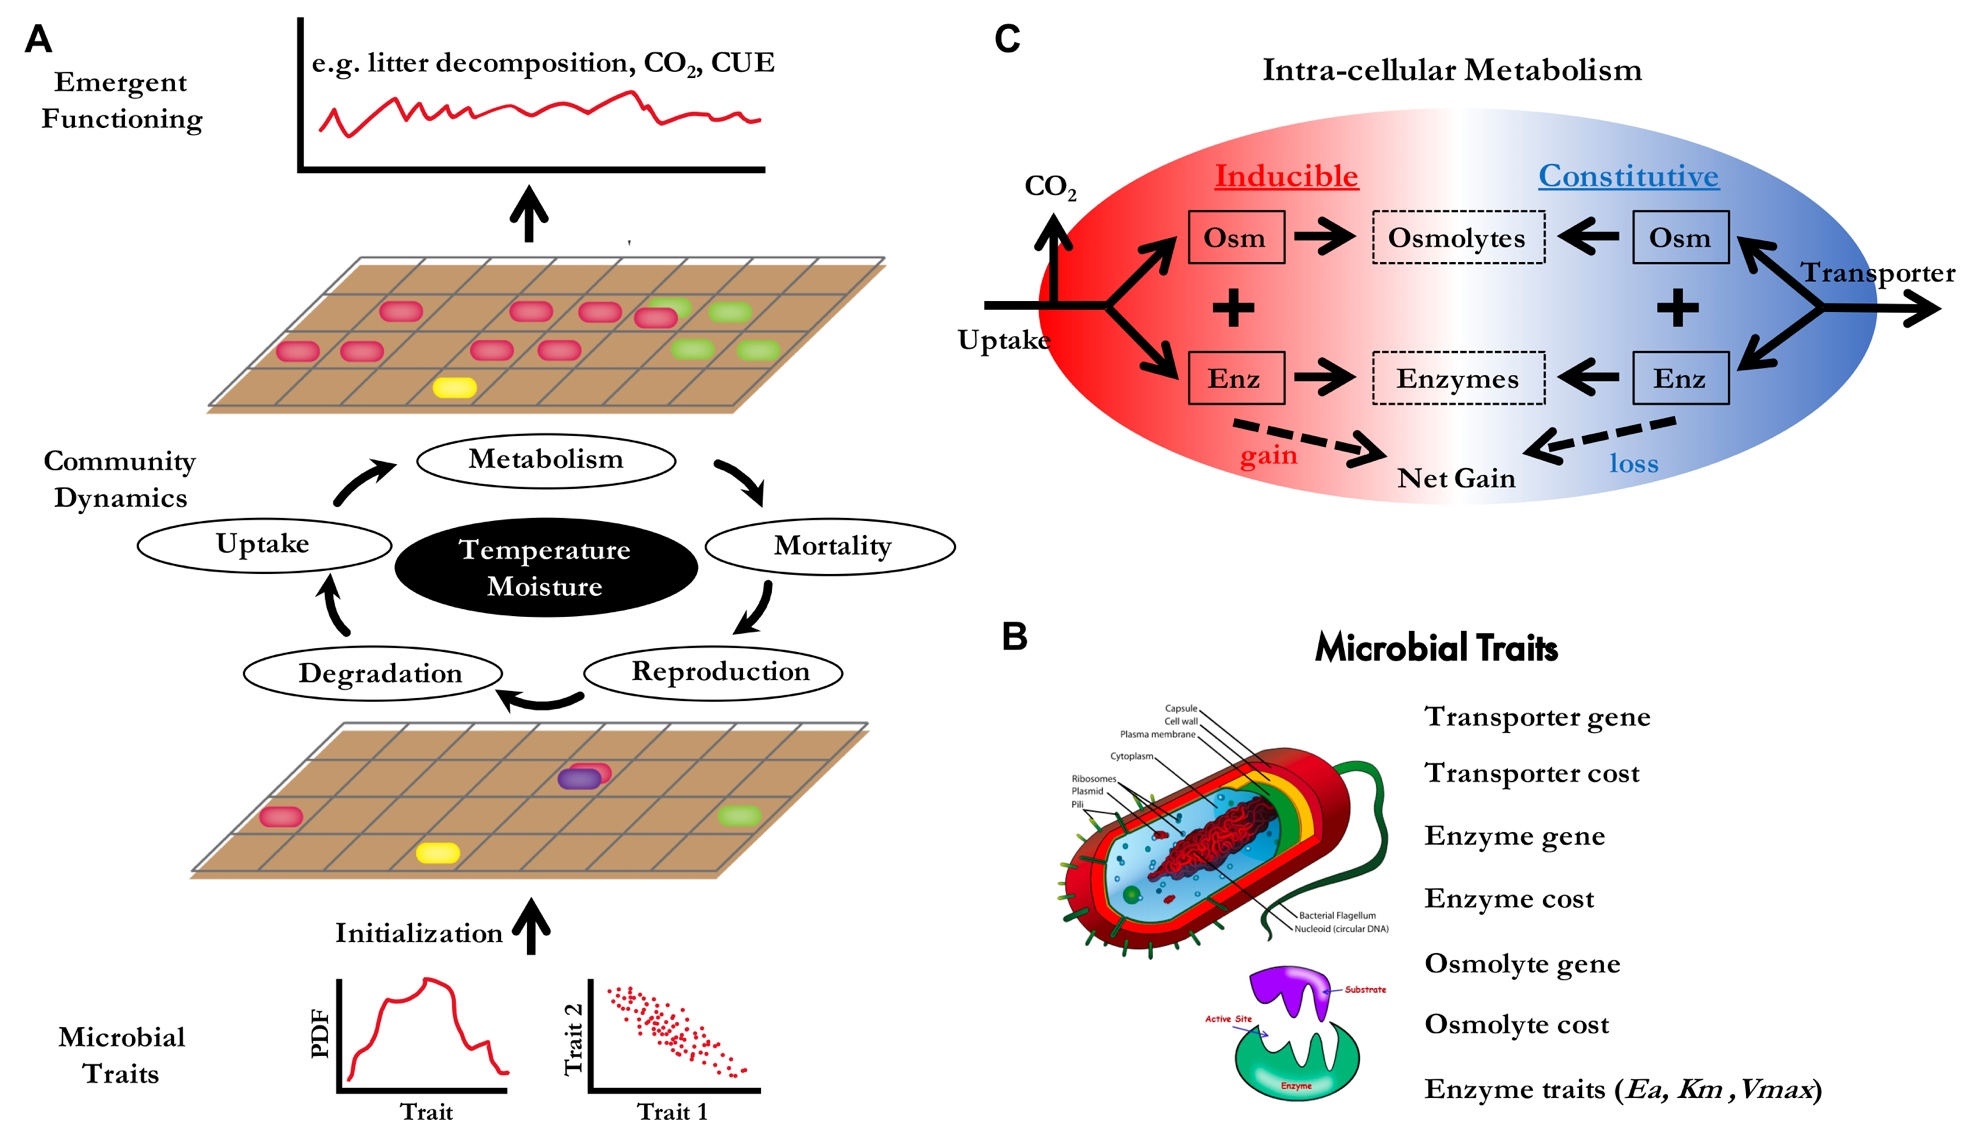 A
Emergent
Functioning
e.g. litter decomposition, CO₂, CUE
Community
Dynamics
Metabolism
Uptake
Temperature
Moisture
Mortality
Degradation
Reproduction
Initialization
Microbial
Traits
PDF
Trait
Trait 2
Trait 1
C
Intra-cellular Metabolism
Inducible
Constitutive
CO₂
Osm
Osmolytes
Osm
Transporter
+
+
Uptake
Enz
Enzymes
Enz
gain
loss
Net Gain
B
Microbial Traits
Capsule
Cell wall
Plasma membrane
Cytoplasm
Ribosomes
Plasmid
Pili
Bacterial Flagellum
Nucleoid (circular DNA)
Substrate
Active Site
Enzyme
Transporter gene
Transporter cost
Enzyme gene
Enzyme cost
Osmolyte gene
Osmolyte cost
Enzyme traits (Ea, Km ,Vmax)